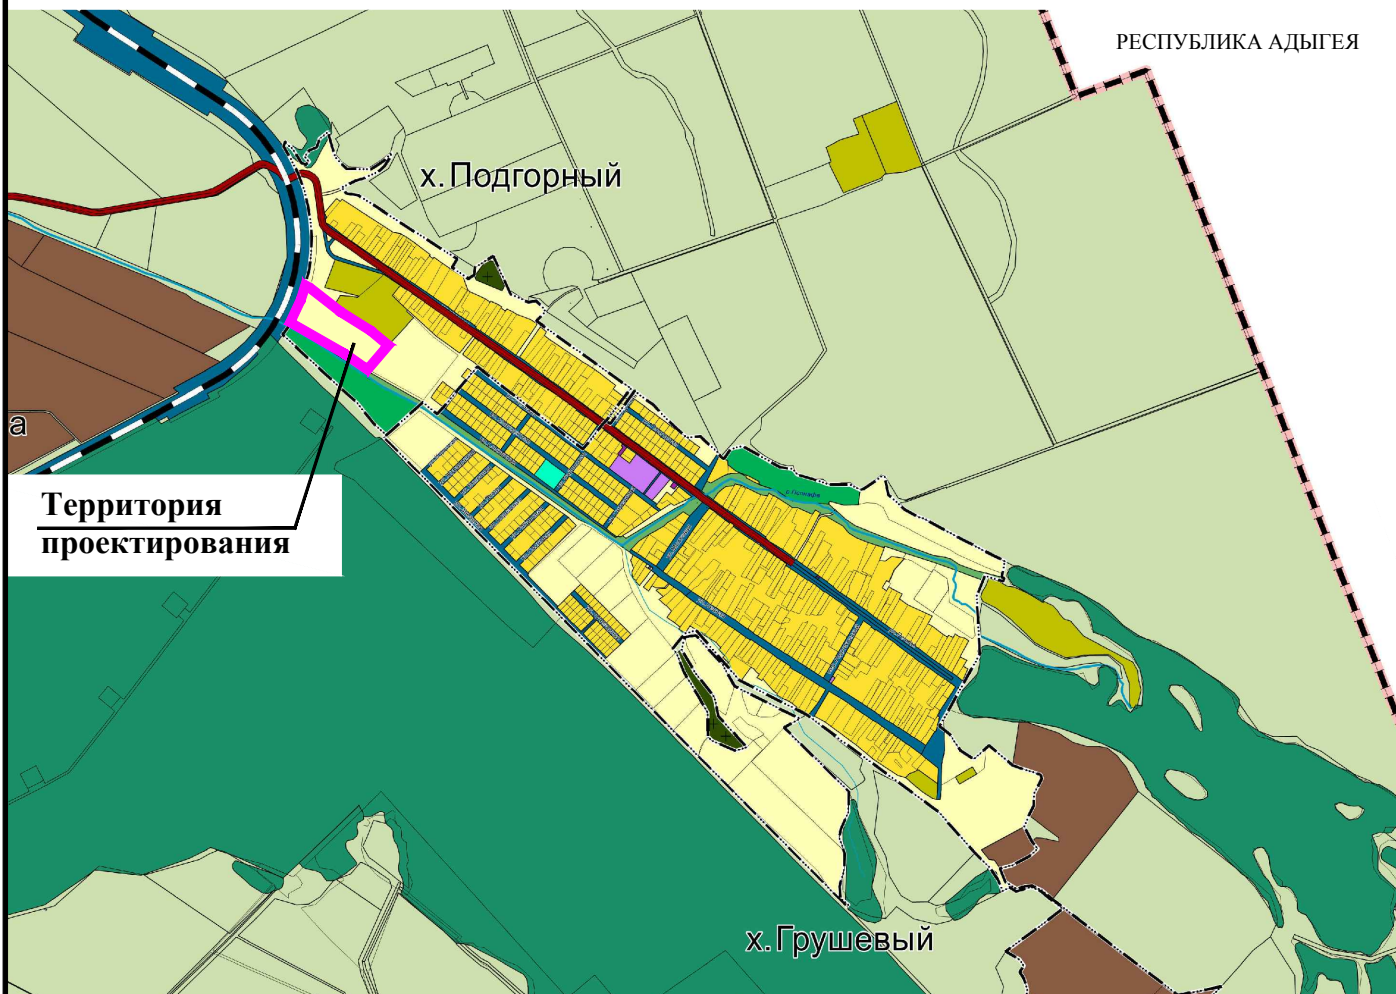 РЕСПУБЛИКА АДЫГЕЯ
х.Подгорный
а
Территория
проектирования
х.Грушевый